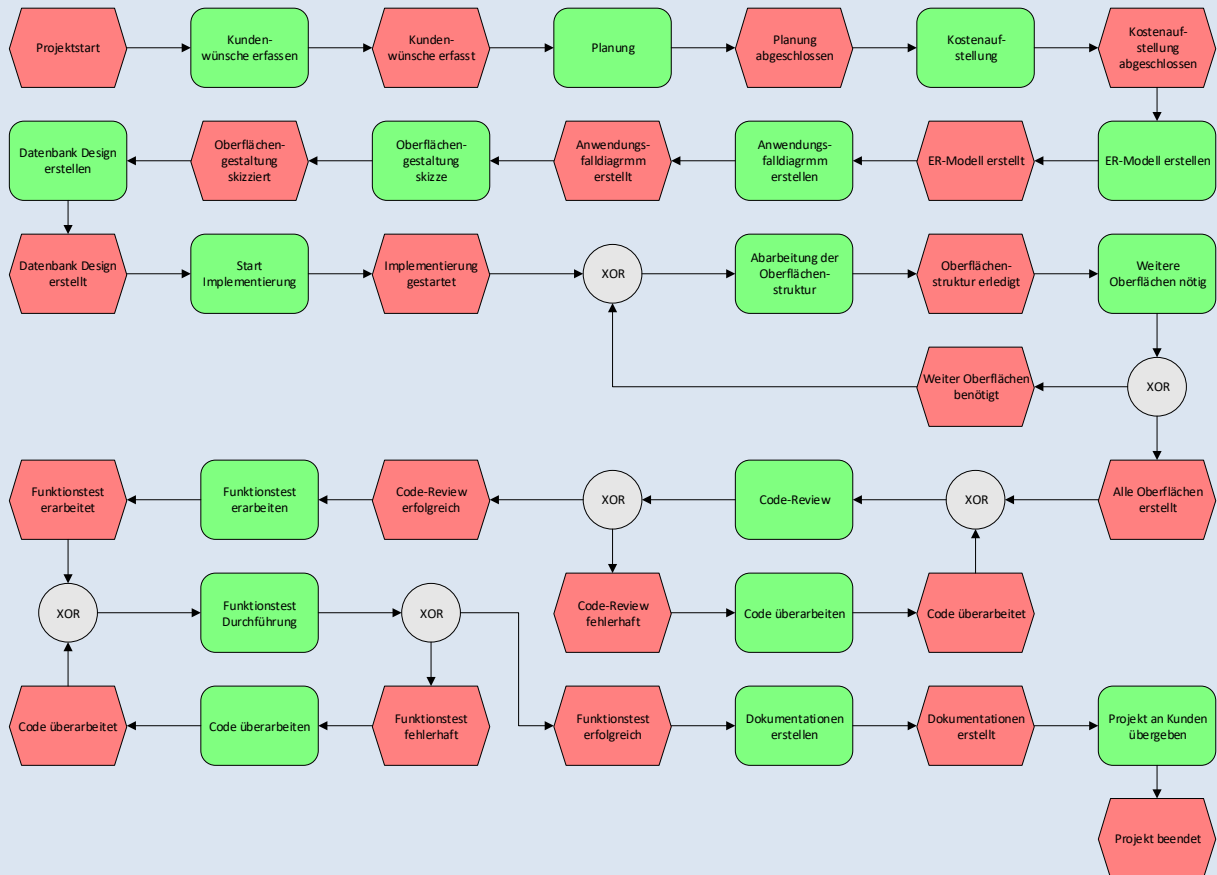 Projektstart
Kunden-
wünsche erfassen
Kunden-
wünsche erfasst
Planung
Planung
abgeschlossen
Kostenauf-
stellung
Kostenauf-
stellung
abgeschlossen
Datenbank Design
erstellen
Oberflächen-
gestaltung
skizziert
Oberflächen-
gestaltung
skizze
Anwendungs-
falldiagrmm
erstellt
Anwendungs-
falldiagrmm
erstellen
ER-Modell erstellt
ER-Modell erstellen
Datenbank Design
erstellt
Start
Implementierung
Implementierung
gestartet
XOR
Abarbeitung der
Oberflächen-
struktur
Oberflächen-
struktur erledigt
Weitere
Oberflächen nötig
Weiter Oberflächen
benötigt
XOR
Funktionstest
erarbeitet
Funktionstest
erarbeiten
Code-Review
erfolgreich
XOR
Code-Review
XOR
Alle Oberflächen
erstellt
XOR
Funktionstest
Durchführung
XOR
Code-Review
fehlerhaft
Code überarbeiten
Code überarbeitet
Code überarbeitet
Code überarbeiten
Funktionstest
fehlerhaft
Funktionstest
erfolgreich
Dokumentationen
erstellen
Dokumentationen
erstellt
Projekt an Kunden
übergeben
Projekt beendet